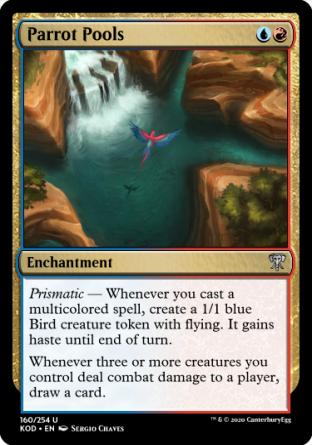 Parrot Pools
Enchantment
Prismatic — Whenever you cast a
multicolored spell, create a 1/1 blue
Bird creature token with flying. It gains
haste until end of turn.
Whenever three or more creatures you
control deal combat damage to a player,
draw a card.
160/254 U
KOD • EN Sergio Chaves
™ & © 2020 CanterburyEgg